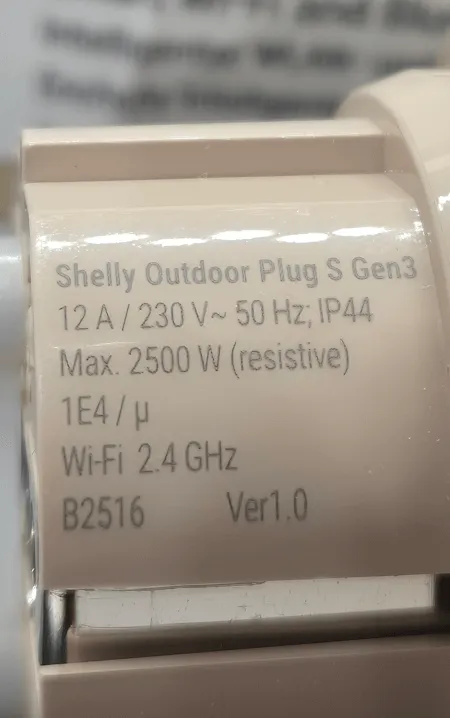 Shelly Outdoor Plug S Gen3
12 A / 230 V~ 50 Hz; IP44
Max. 2500 W (resistive)
1E4 / µ
Wi-Fi 2.4 GHz
B2516 Ver1.0